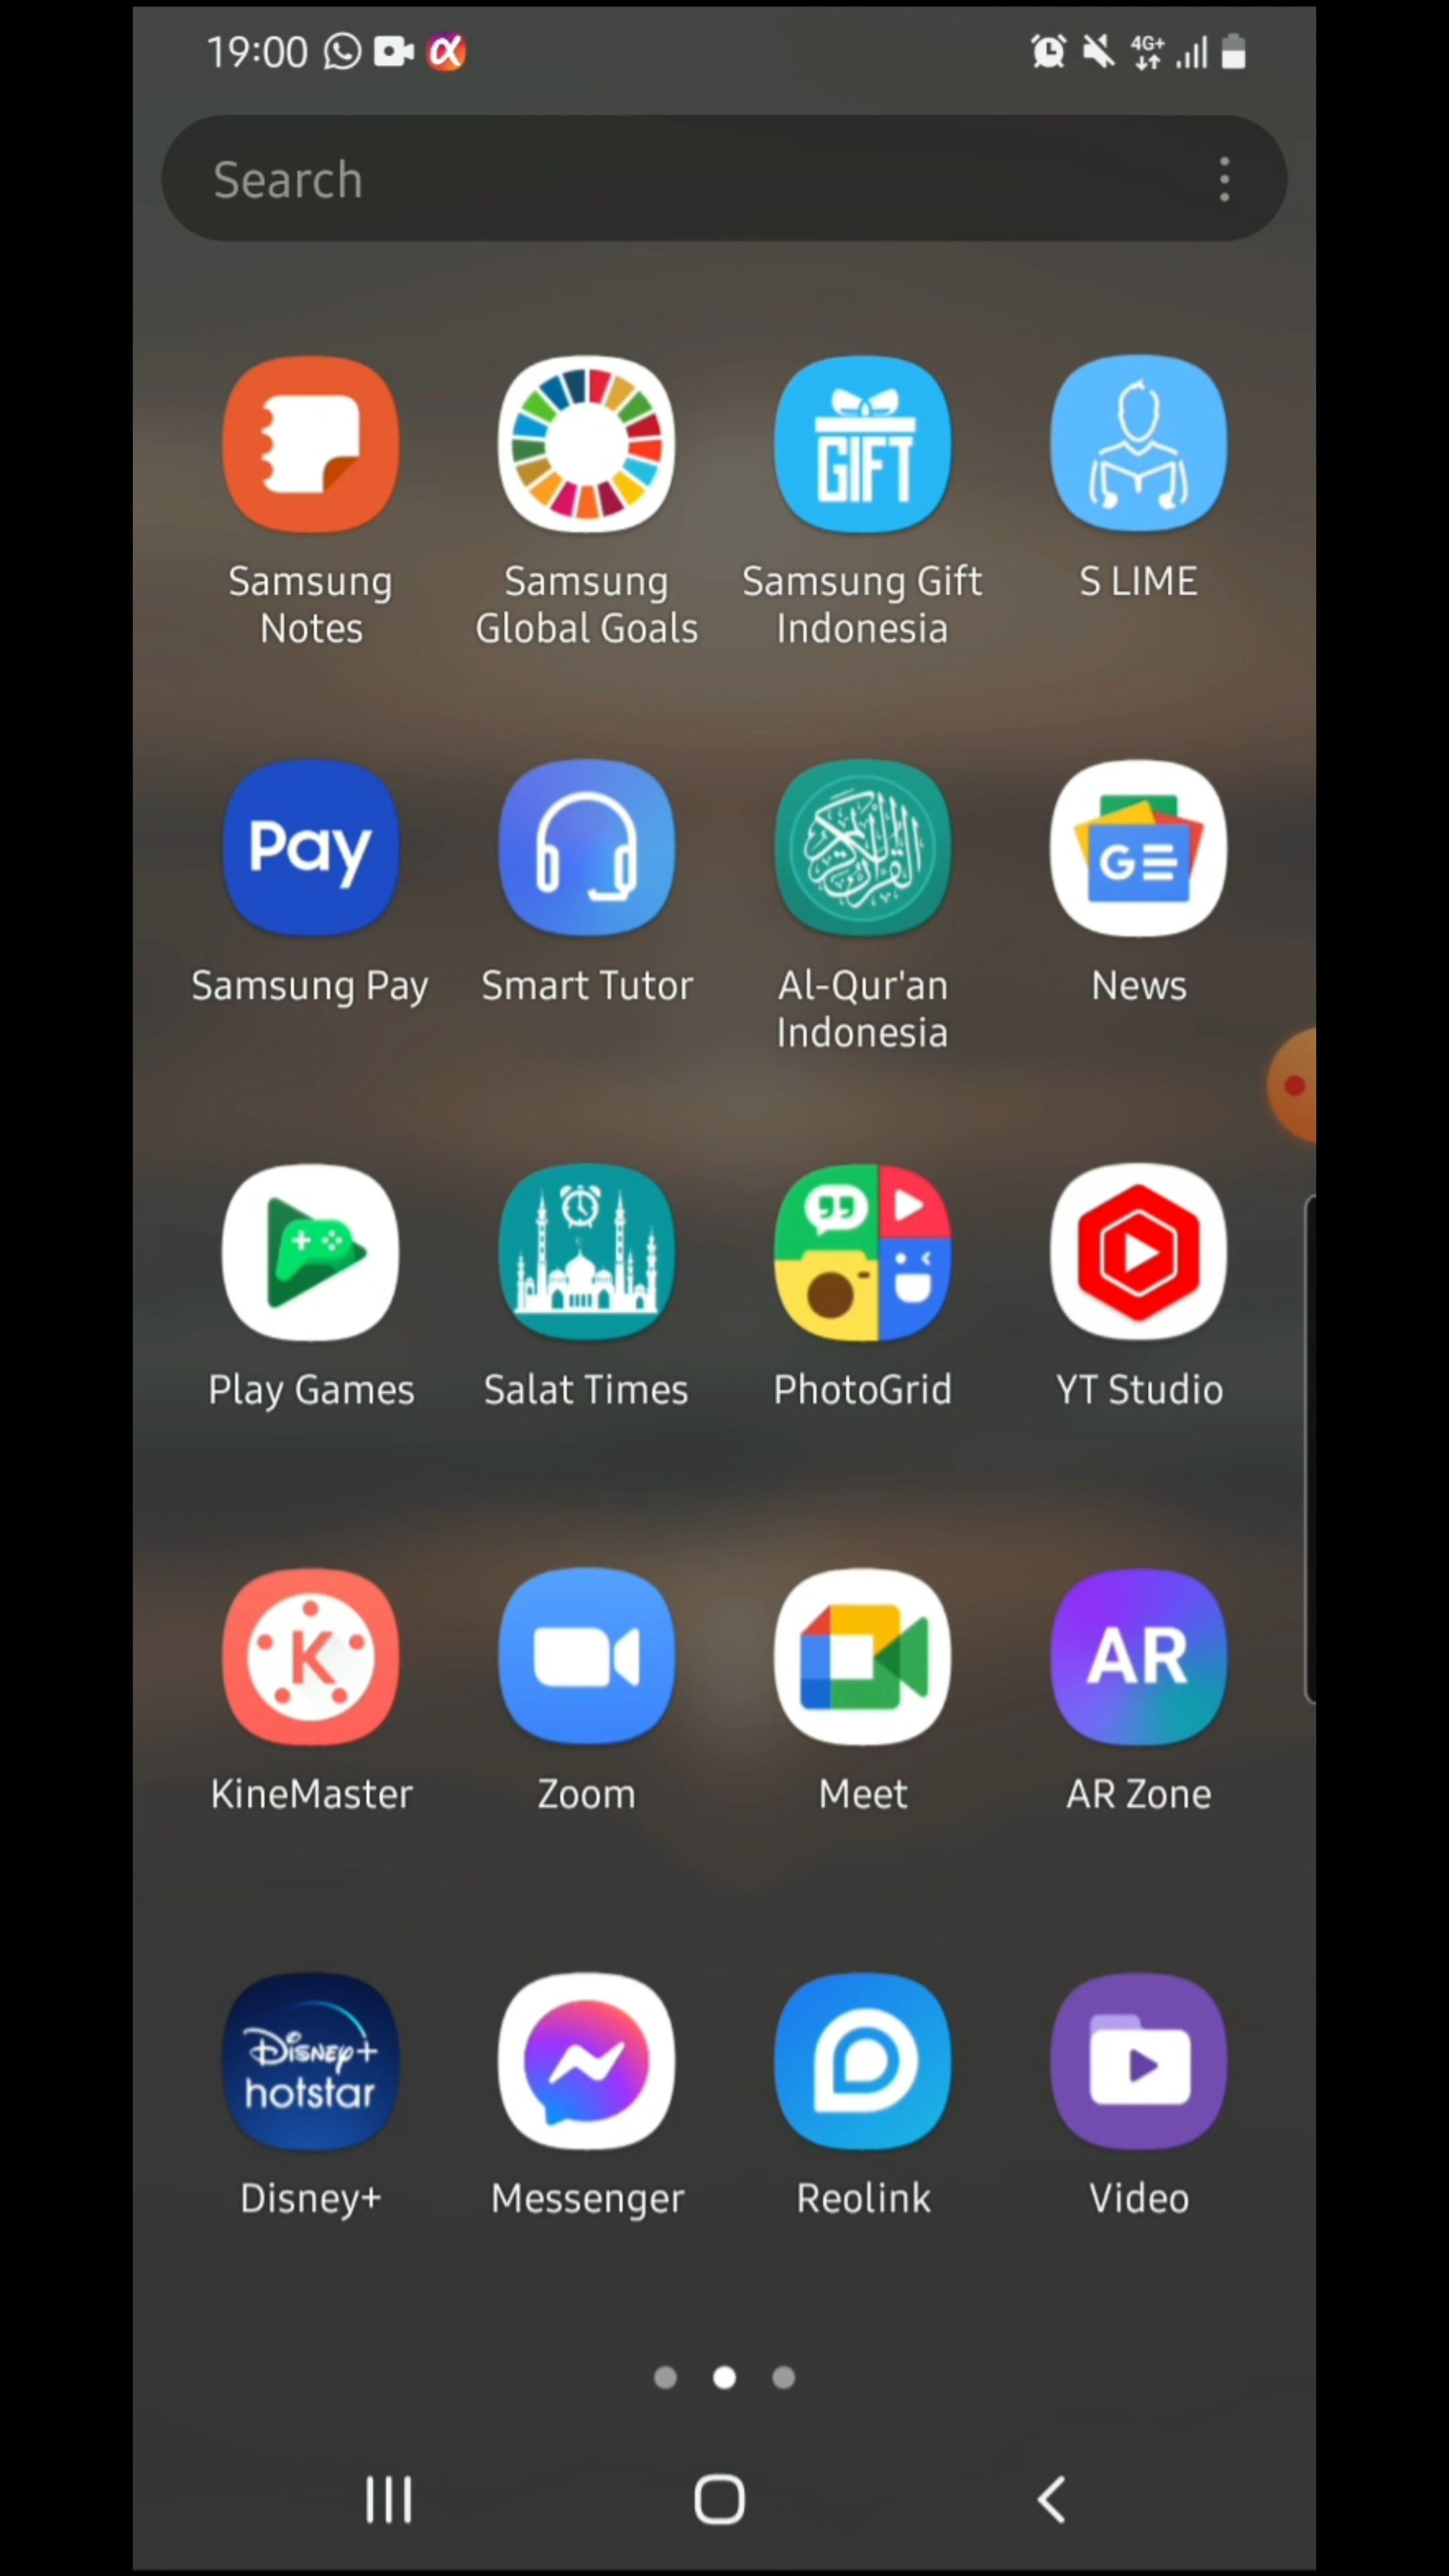 19:00 4G+
Search
GIFT
Samsung Notes
Samsung Global Goals
Samsung Gift Indonesia
S LIME
Pay
G
Samsung Pay
Smart Tutor
Al-Qur'an Indonesia
News
Play Games
Salat Times
PhotoGrid
YT Studio
K
AR
KineMaster
Zoom
Meet
AR Zone
Disney+
hotstar
Disney+
Messenger
Reolink
Video